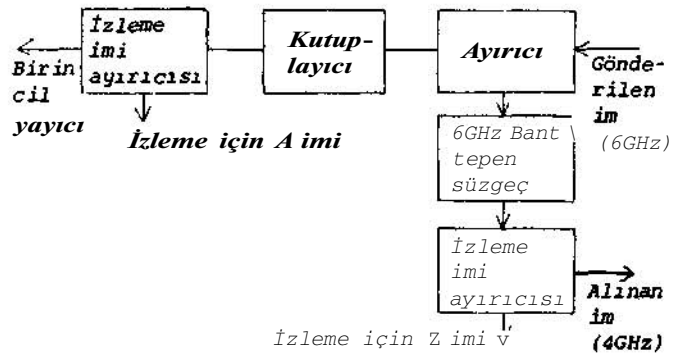 İzleme
imi
ayırıcısı
Kutup-
layıcı
Ayırıcı
Birin
cil
yayıcı
Gönde-
rilen
im
(6GHz)
İzleme için A imi
6GHz Bant \
tepen
süzgeç
İzleme
imi
ayırıcısı
Alınan
im
(4GHz)
İzleme için Z imi v